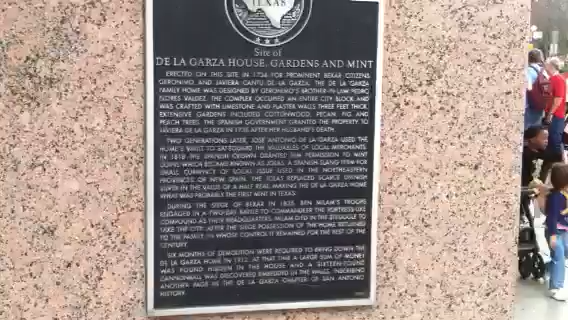 TEXAS
Site of
DE LA GARZA HOUSE, GARDENS AND MINT
ERECTED ON THIS SITE IN 1734 FOR PROMINENT BEXAR CITIZENS
GERONIMO AND JAVIERA CANTU DE LA GARZA, THE DE LA GARZA
FAMILY HOME WAS DESIGNED BY GERONIMO'S BROTHER-IN-LAW PEDRO
OCORES VALDEZ. THE COMPLEX OCCUPIED AN ENTIRE CITY BLOCK AND
WAS CRAFTED WITH LIMESTONE AND PLASTER WALLS THREE FEET THICK.
EXTENSIVE GARDENS INCLUDED COTTONWOOD, PECAN, FIG AND
PEACH TREES. THE SPANISH GOVERNMENT GRANTED THE PROPERTY TO
JAVIERA DE LA GARZA IN AFTER HER HUSBAND'S DEATH.
TWO GENERATIONS LATER, JOSE ANTONIO DE LA GARZA USED THE
HOME'S VAULT TO SAFEGUARD THE VALUABLES OF LOCAL MERCHANTS.
IN 1818 THE SPANISH CROWN GRANTED HIM PERMISSION TO MINT
COINS, WHICH BECAME KNOWN AS JOLAS, A SPANISH SLANG TERM FOR
SMALL CURRENCY OF LOCAL ISSUE USED IN THE NORTHEASTERN
PROVINCES OF NEW SPAIN. THE JOLAS REPLACED SCARCE SPANISH
SILVER IN THE VALUE OF A HALF REAL, MAKING THE DE LA GARZA HOME
WHAT WAS PROBABLY THE FIRST MINT IN TEXAS.
DURING THE SIEGE OF BEXAR IN 1835, BEN MILAM'S TROOPS
ENGAGED IN A TWO-DAY BATTLE TO COMMANDEER THE FORTRESS-LIKE
COMPOUND AS THEIR HEADQUARTERS. MILAM DIED IN THE STRUGGLE TO
TAKE THE CITY. AFTER THE SIEGE POSSESSION OF THE HOME RETURNED
TO THE FAMILY, IN WHOSE CONTROL IT REMAINED FOR THE REST OF THE
CENTURY.
SIX MONTHS OF DEMOLITION WERE REQUIRED TO BRING DOWN THE
DE LA GARZA HOME IN 1912. AT THAT TIME A LARGE SUM OF MONEY
WAS FOUND HIDDEN IN THE HOUSE AND A SIXTEEN-POUND
CANNONBALL WAS DISCOVERED EMBEDDED IN THE WALLS, INSCRIBING
ANOTHER PAGE IN THE DE LA GARZA CHAPTER OF SAN ANTONIO
HISTORY.